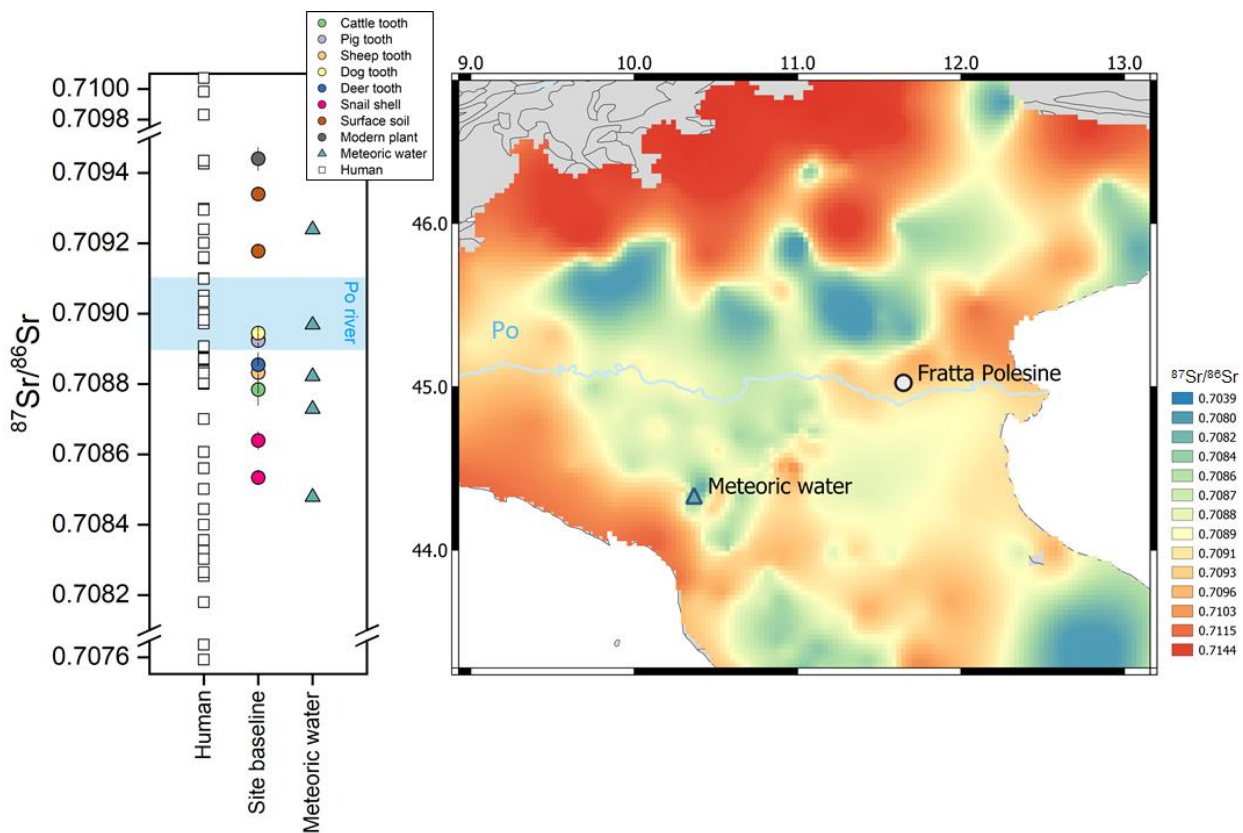 Cattle tooth
Pig tooth
Sheep tooth
Dog tooth
Deer tooth
Snail shell
Surface soil
Modern plant
Meteoric water
Human
87Sr/86Sr
0.7100
0.7098
0.7094
0.7092
0.7090
0.7088
0.7086
0.7084
0.7082
0.7076
Po river
Human
Site baseline
Meteoric water
9.0 10.0 11.0 12.0 13.0
46.0
45.0
44.0
Po
Fratta Polesine
Meteoric water
87Sr/86Sr
0.7039
0.7080
0.7082
0.7084
0.7086
0.7087
0.7088
0.7089
0.7091
0.7093
0.7096
0.7103
0.7115
0.7144